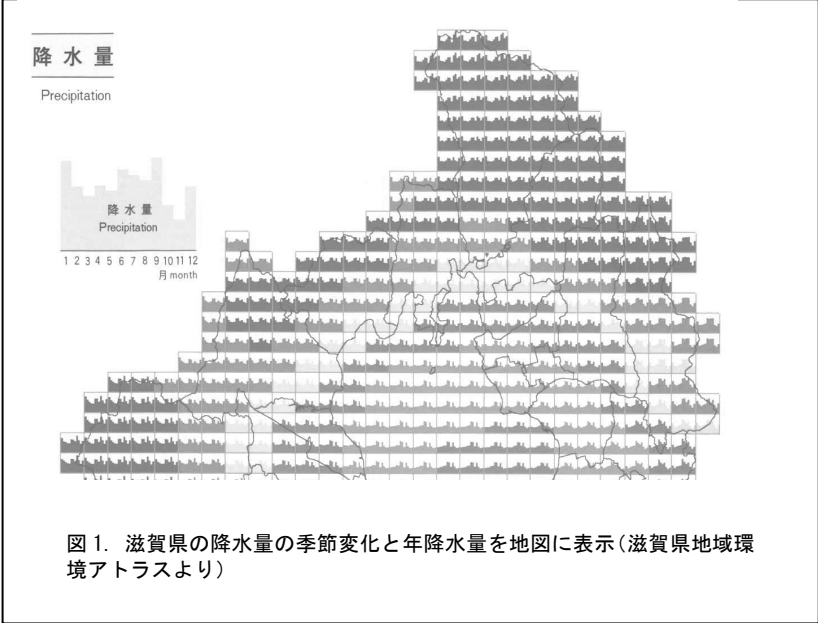 降水量
Precipitation
降水量
Precipitation
1 2 3 4 5 6 7 8 9 10 11 12
月 month
図1. 滋賀県の降水量の季節変化と年降水量を地図に表示(滋賀県地域環
境アトラスより)